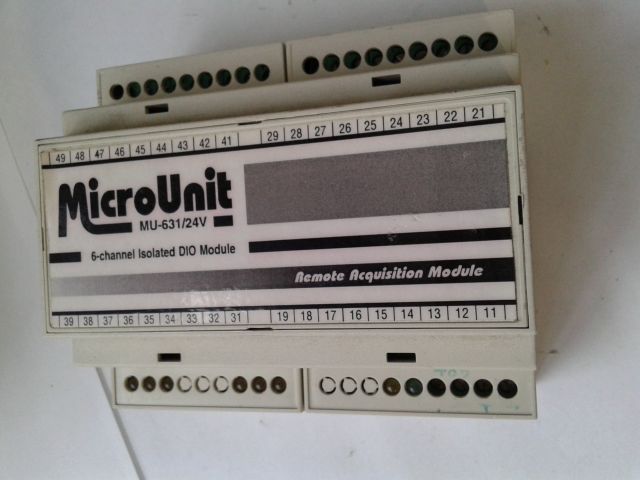 49 48 47 46 45 44 43 42 41 29 28 27 26 25 24 23 22 21
MicroUnit
MU-631/24V
6-channel Isolated DIO Module
Remote Acquisition Module
39 38 37 36 35 34 33 32 31 19 18 17 16 15 14 13 12 11